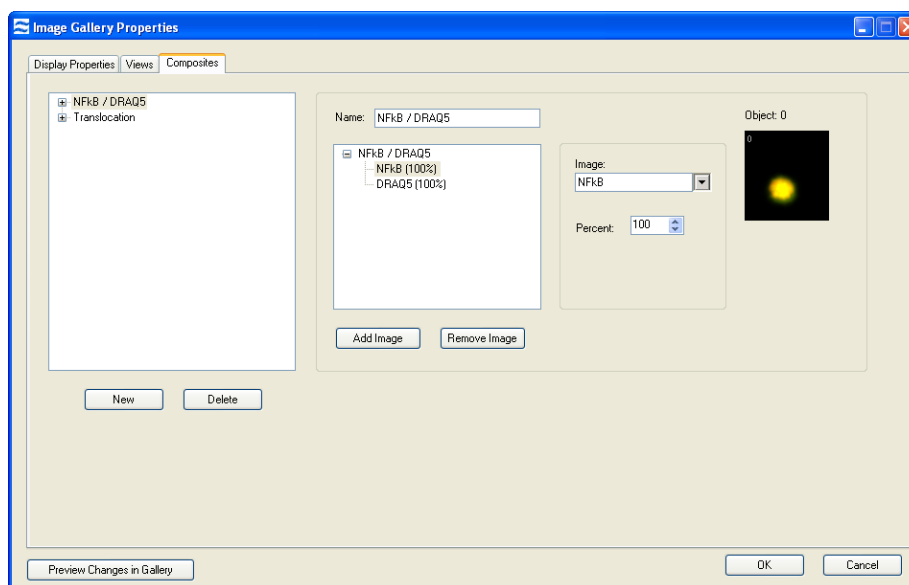 Image Gallery Properties
Display Properties Views Composites
NFkB / DRAQ5
Translocation
New Delete
Name: NFkB / DRAQ5
NFkB / DRAQ5
NFkB (100%)
DRAQ5 (100%)
Add Image Remove Image
Image:
NFkB
Percent: 100
Object: 0
0
Preview Changes in Gallery OK Cancel